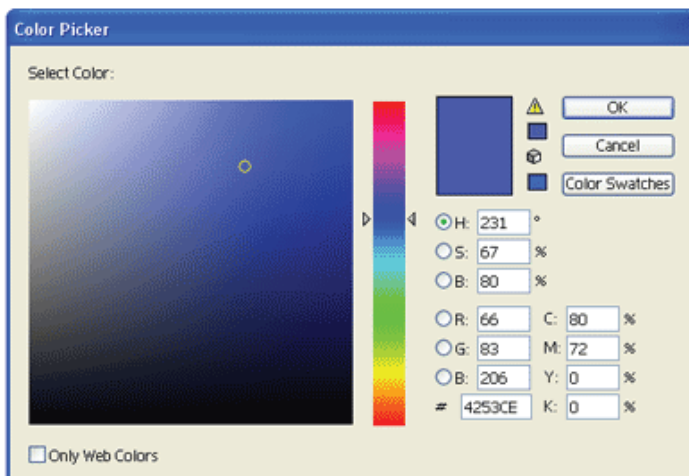 Color Picker
Select Color:
OK
Cancel
Color Swatches
H: 231 °
S: 67 %
B: 80 %
R: 66 C: 80 %
G: 83 M: 72 %
B: 206 Y: 0 %
# 4253CE K: 0 %
Only Web Colors